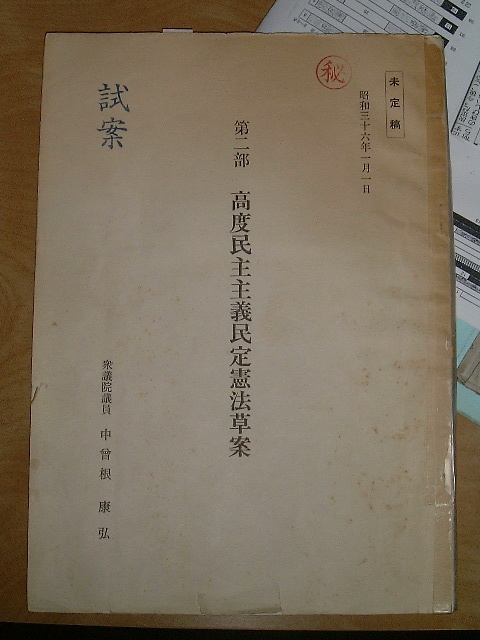 未定稿
㊙
昭和三十六年一月一日
第二部 高度民主主義民定憲法草案
試案
衆議院議員 中曾根 康弘